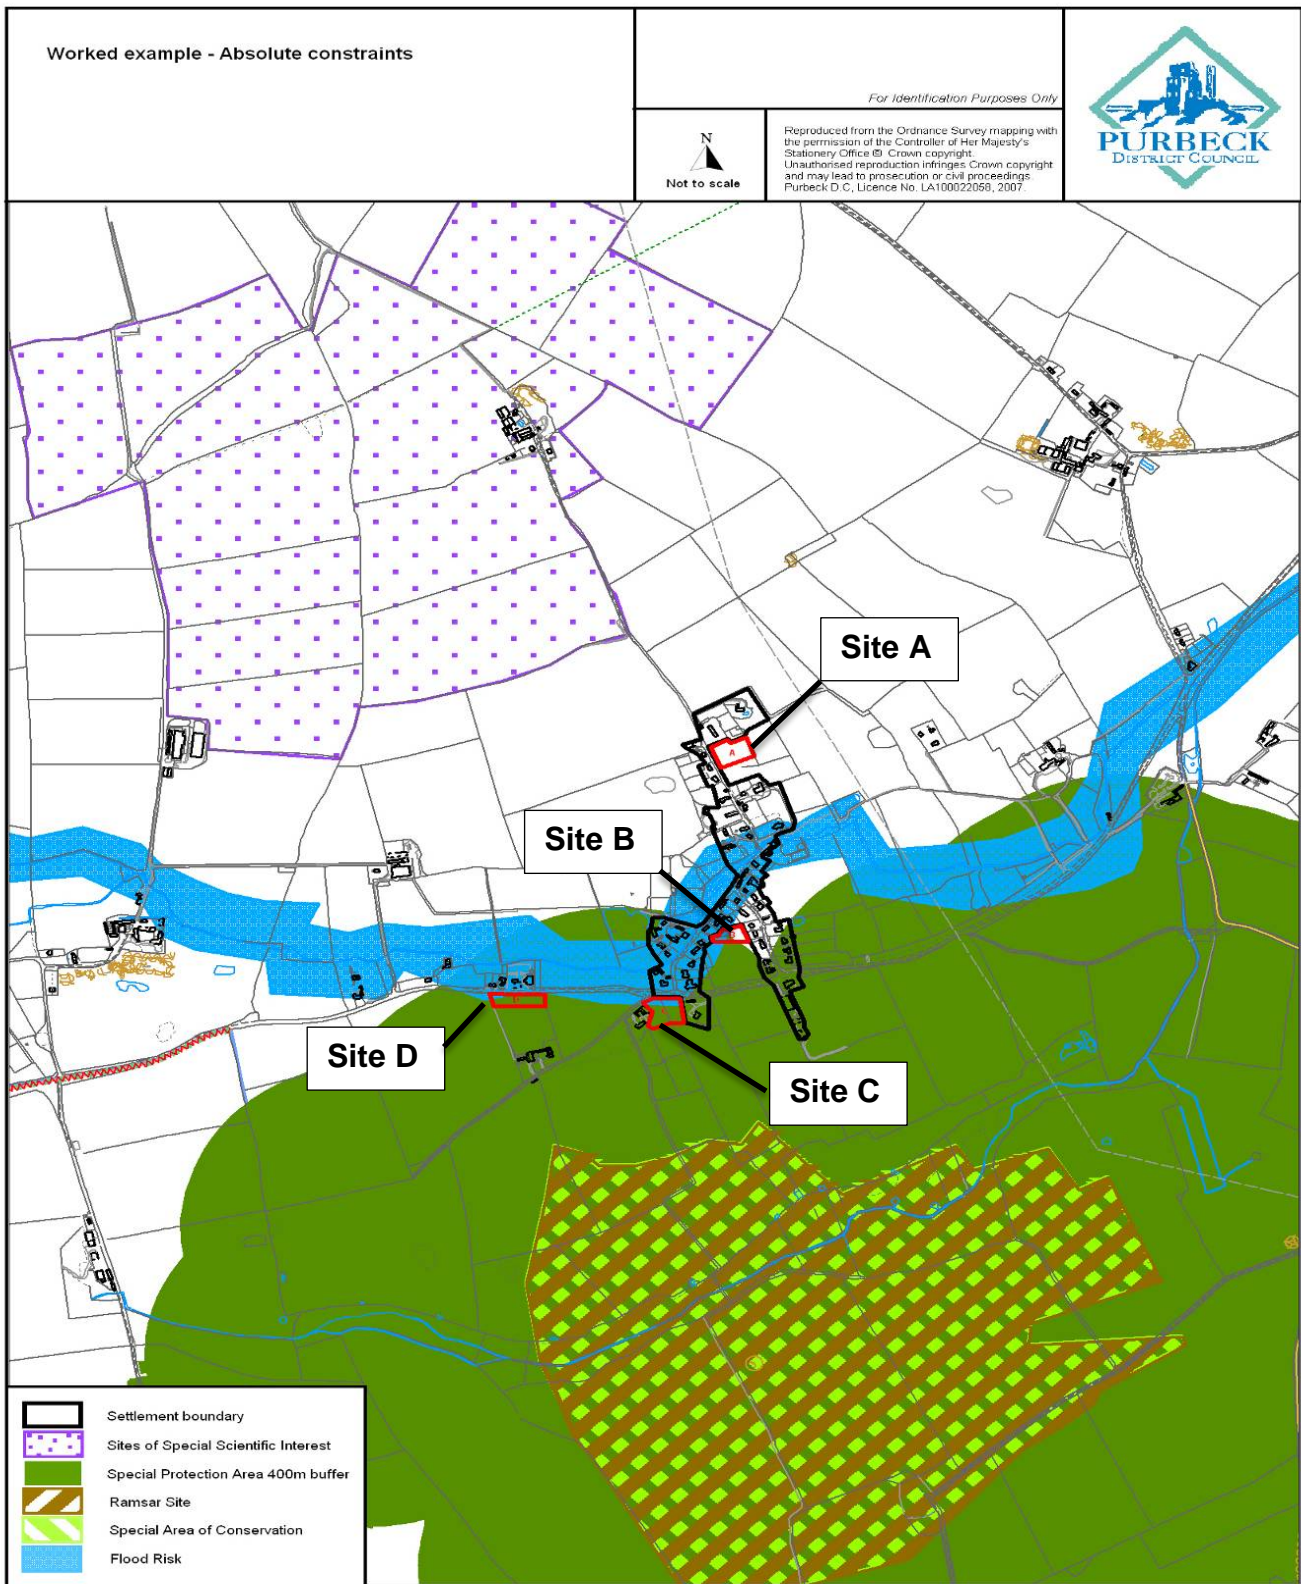 Worked example - Absolute constraints
For Identification Purposes Only
N
Not to scale
Reproduced from the Ordnance Survey mapping with
the permission of the Controller of Her Majesty's
Stationery Office © Crown copyright.
Unauthorised reproduction infringes Crown copyright
and may lead to prosecution or civil proceedings.
Purbeck D.C, Licence No. LA100022058, 2007.
PURBECK
DISTRICT COUNCIL
Site A
A
Site B
Site D
Site C
Settlement boundary
Sites of Special Scientific Interest
Special Protection Area 400m buffer
Ramsar Site
Special Area of Conservation
Flood Risk